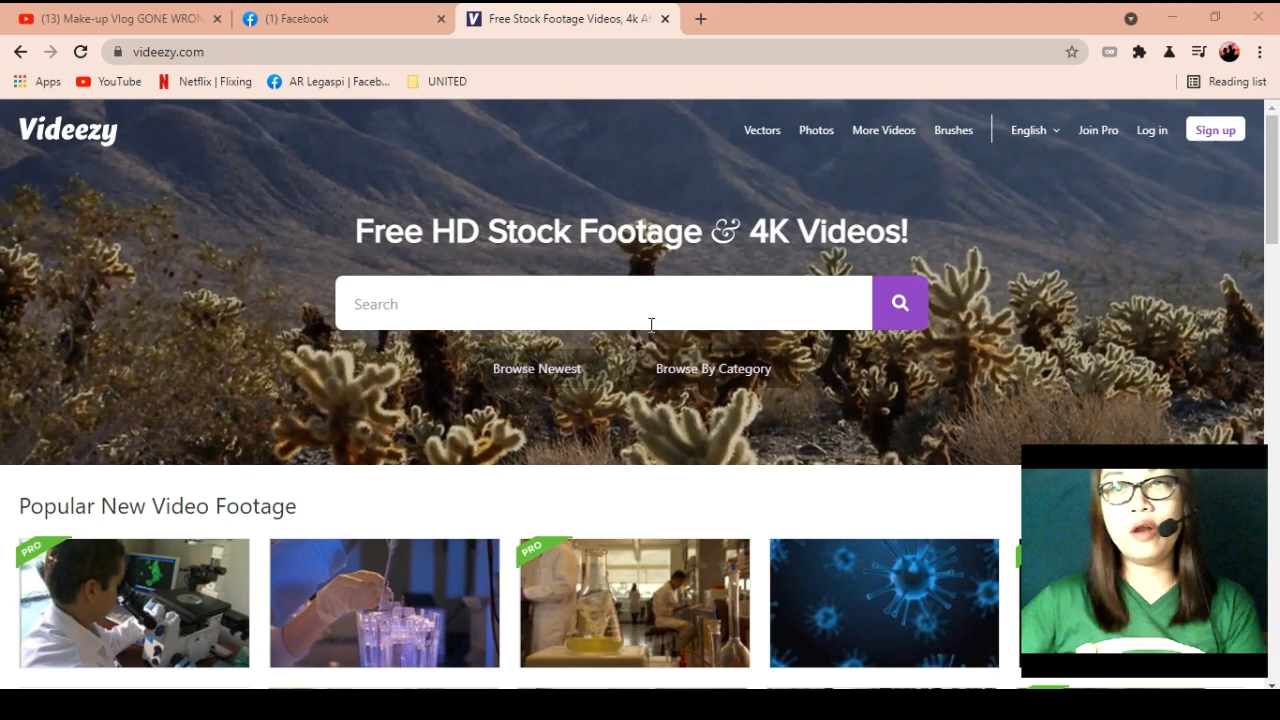 (13) Make-up Vlog GONE WRON
(1) Facebook
Free Stock Footage Videos, 4k Af
videezy.com
Apps
YouTube
Netflix | Flixing
AR Legaspi | Faceb...
UNITED
Reading list
Videezy
Vectors
Photos
More Videos
Brushes
English
Join Pro
Log in
Sign up
Free HD Stock Footage & 4K Videos!
Search
Browse Newest
Browse By Category
Popular New Video Footage
PRO
PRO